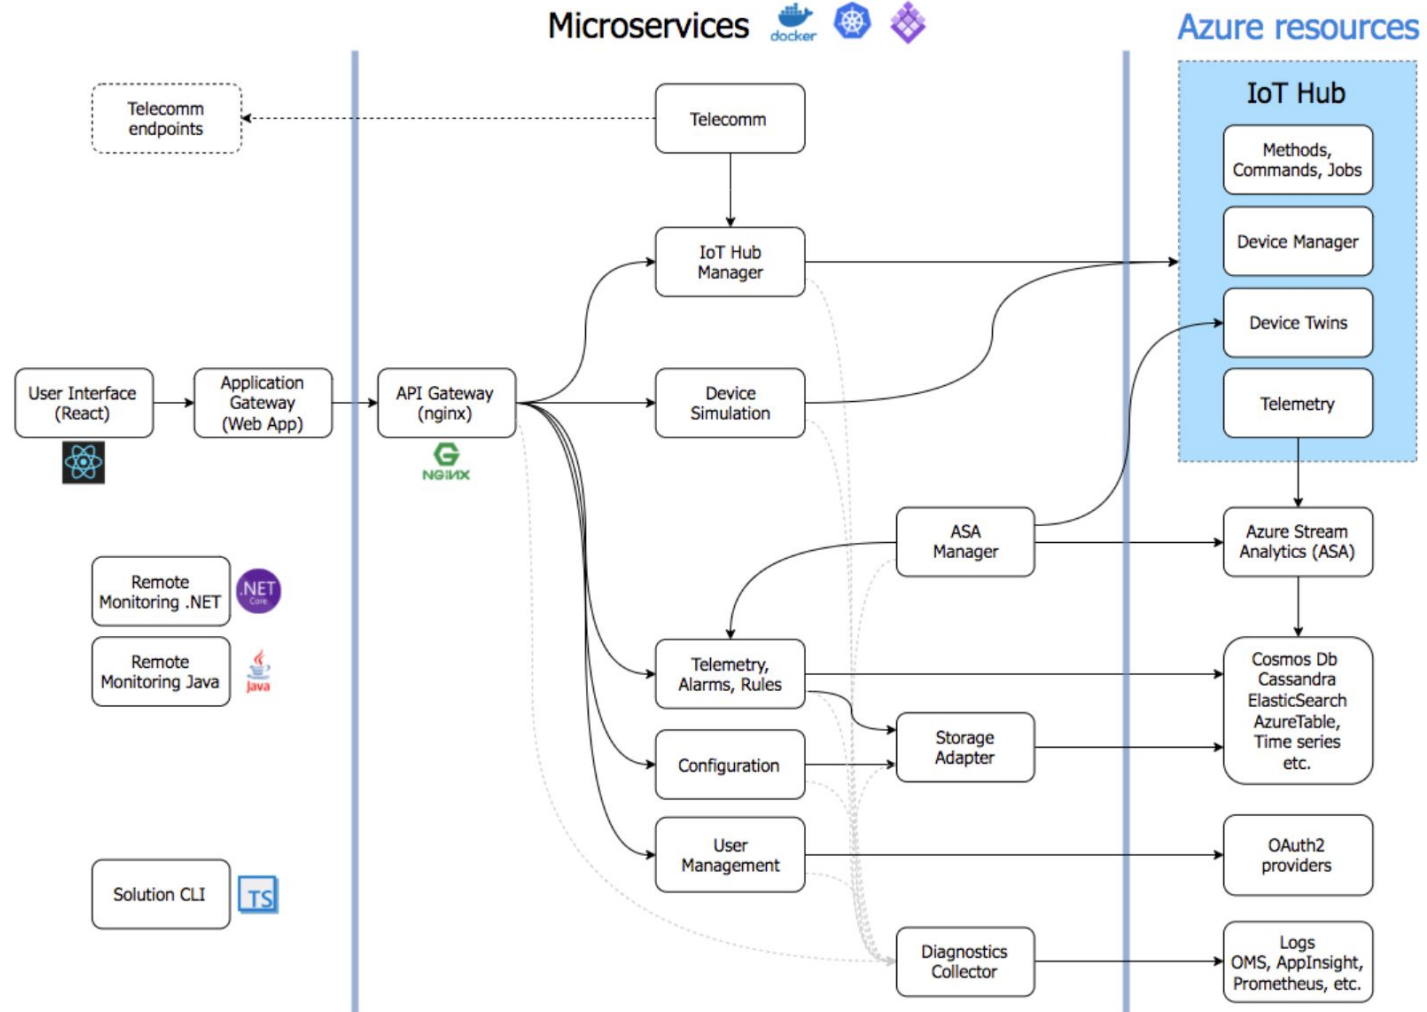 Microservices
docker
Azure resources
Telecomm
endpoints
Telecomm
IoT Hub
Methods,
Commands, Jobs
Device Manager
Device Twins
Telemetry
IoT Hub
Manager
User Interface
(React)
Application
Gateway
(Web App)
API Gateway
(nginx)
NGINX
Device
Simulation
ASA
Manager
Azure Stream
Analytics (ASA)
Remote
Monitoring .NET
.NET
Core
Remote
Monitoring Java
Java
Telemetry,
Alarms, Rules
Storage
Adapter
Cosmos Db
Cassandra
ElasticSearch
AzureTable,
Time series
etc.
Configuration
User
Management
OAuth2
providers
Solution CLI
TS
Diagnostics
Collector
Logs
OMS, AppInsight,
Prometheus, etc.